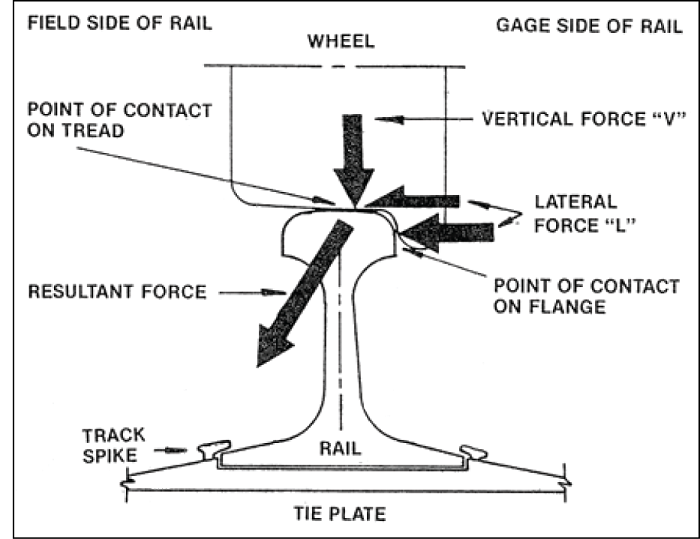 FIELD SIDE OF RAIL
GAGE SIDE OF RAIL
WHEEL
POINT OF CONTACT
ON TREAD
VERTICAL FORCE “V”
LATERAL
FORCE “L”
RESULTANT FORCE
POINT OF CONTACT
ON FLANGE
TRACK
SPIKE
RAIL
TIE PLATE